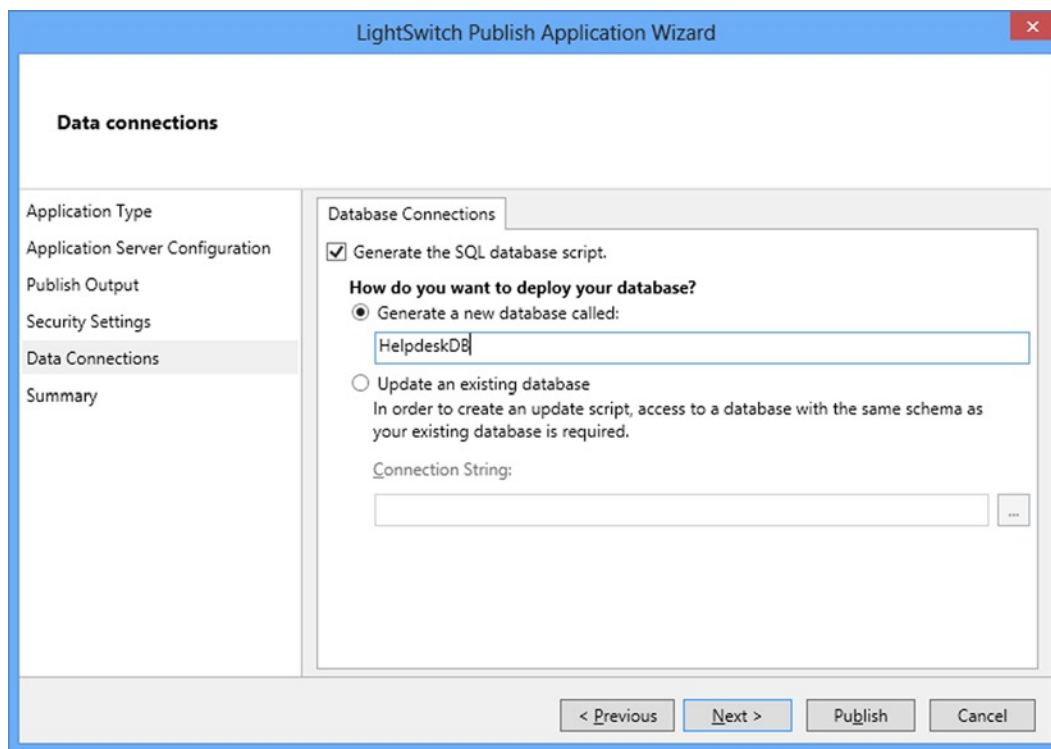 LightSwitch Publish Application Wizard
Data connections
Application Type
Application Server Configuration
Publish Output
Security Settings
Data Connections
Summary
Database Connections
Generate the SQL database script.
How do you want to deploy your database?
Generate a new database called:
HelpdeskDB
Update an existing database
In order to create an update script, access to a database with the same schema as
your existing database is required.
Connection String:
...
< Previous
Next >
Publish
Cancel